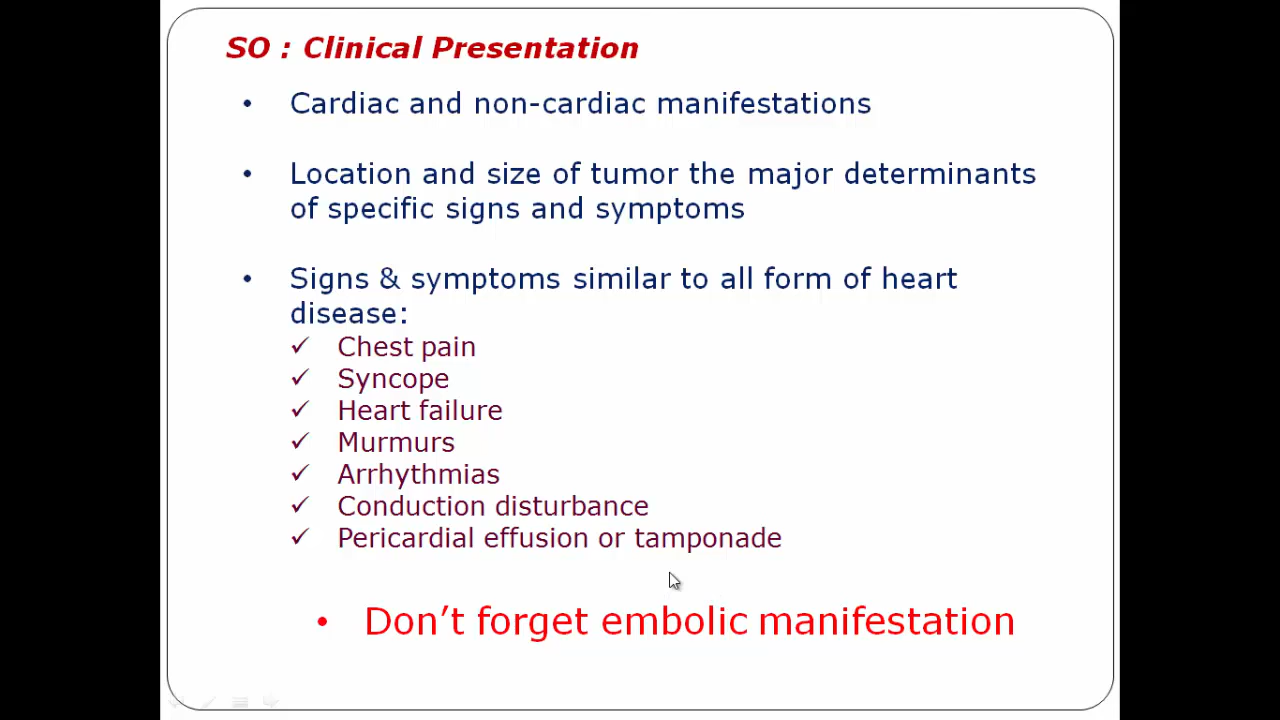 SO : Clinical Presentation
• Cardiac and non-cardiac manifestations
• Location and size of tumor the major determinants
of specific signs and symptoms
• Signs & symptoms similar to all form of heart
disease:
✓ Chest pain
✓ Syncope
✓ Heart failure
✓ Murmurs
✓ Arrhythmias
✓ Conduction disturbance
✓ Pericardial effusion or tamponade
• Don’t forget embolic manifestation